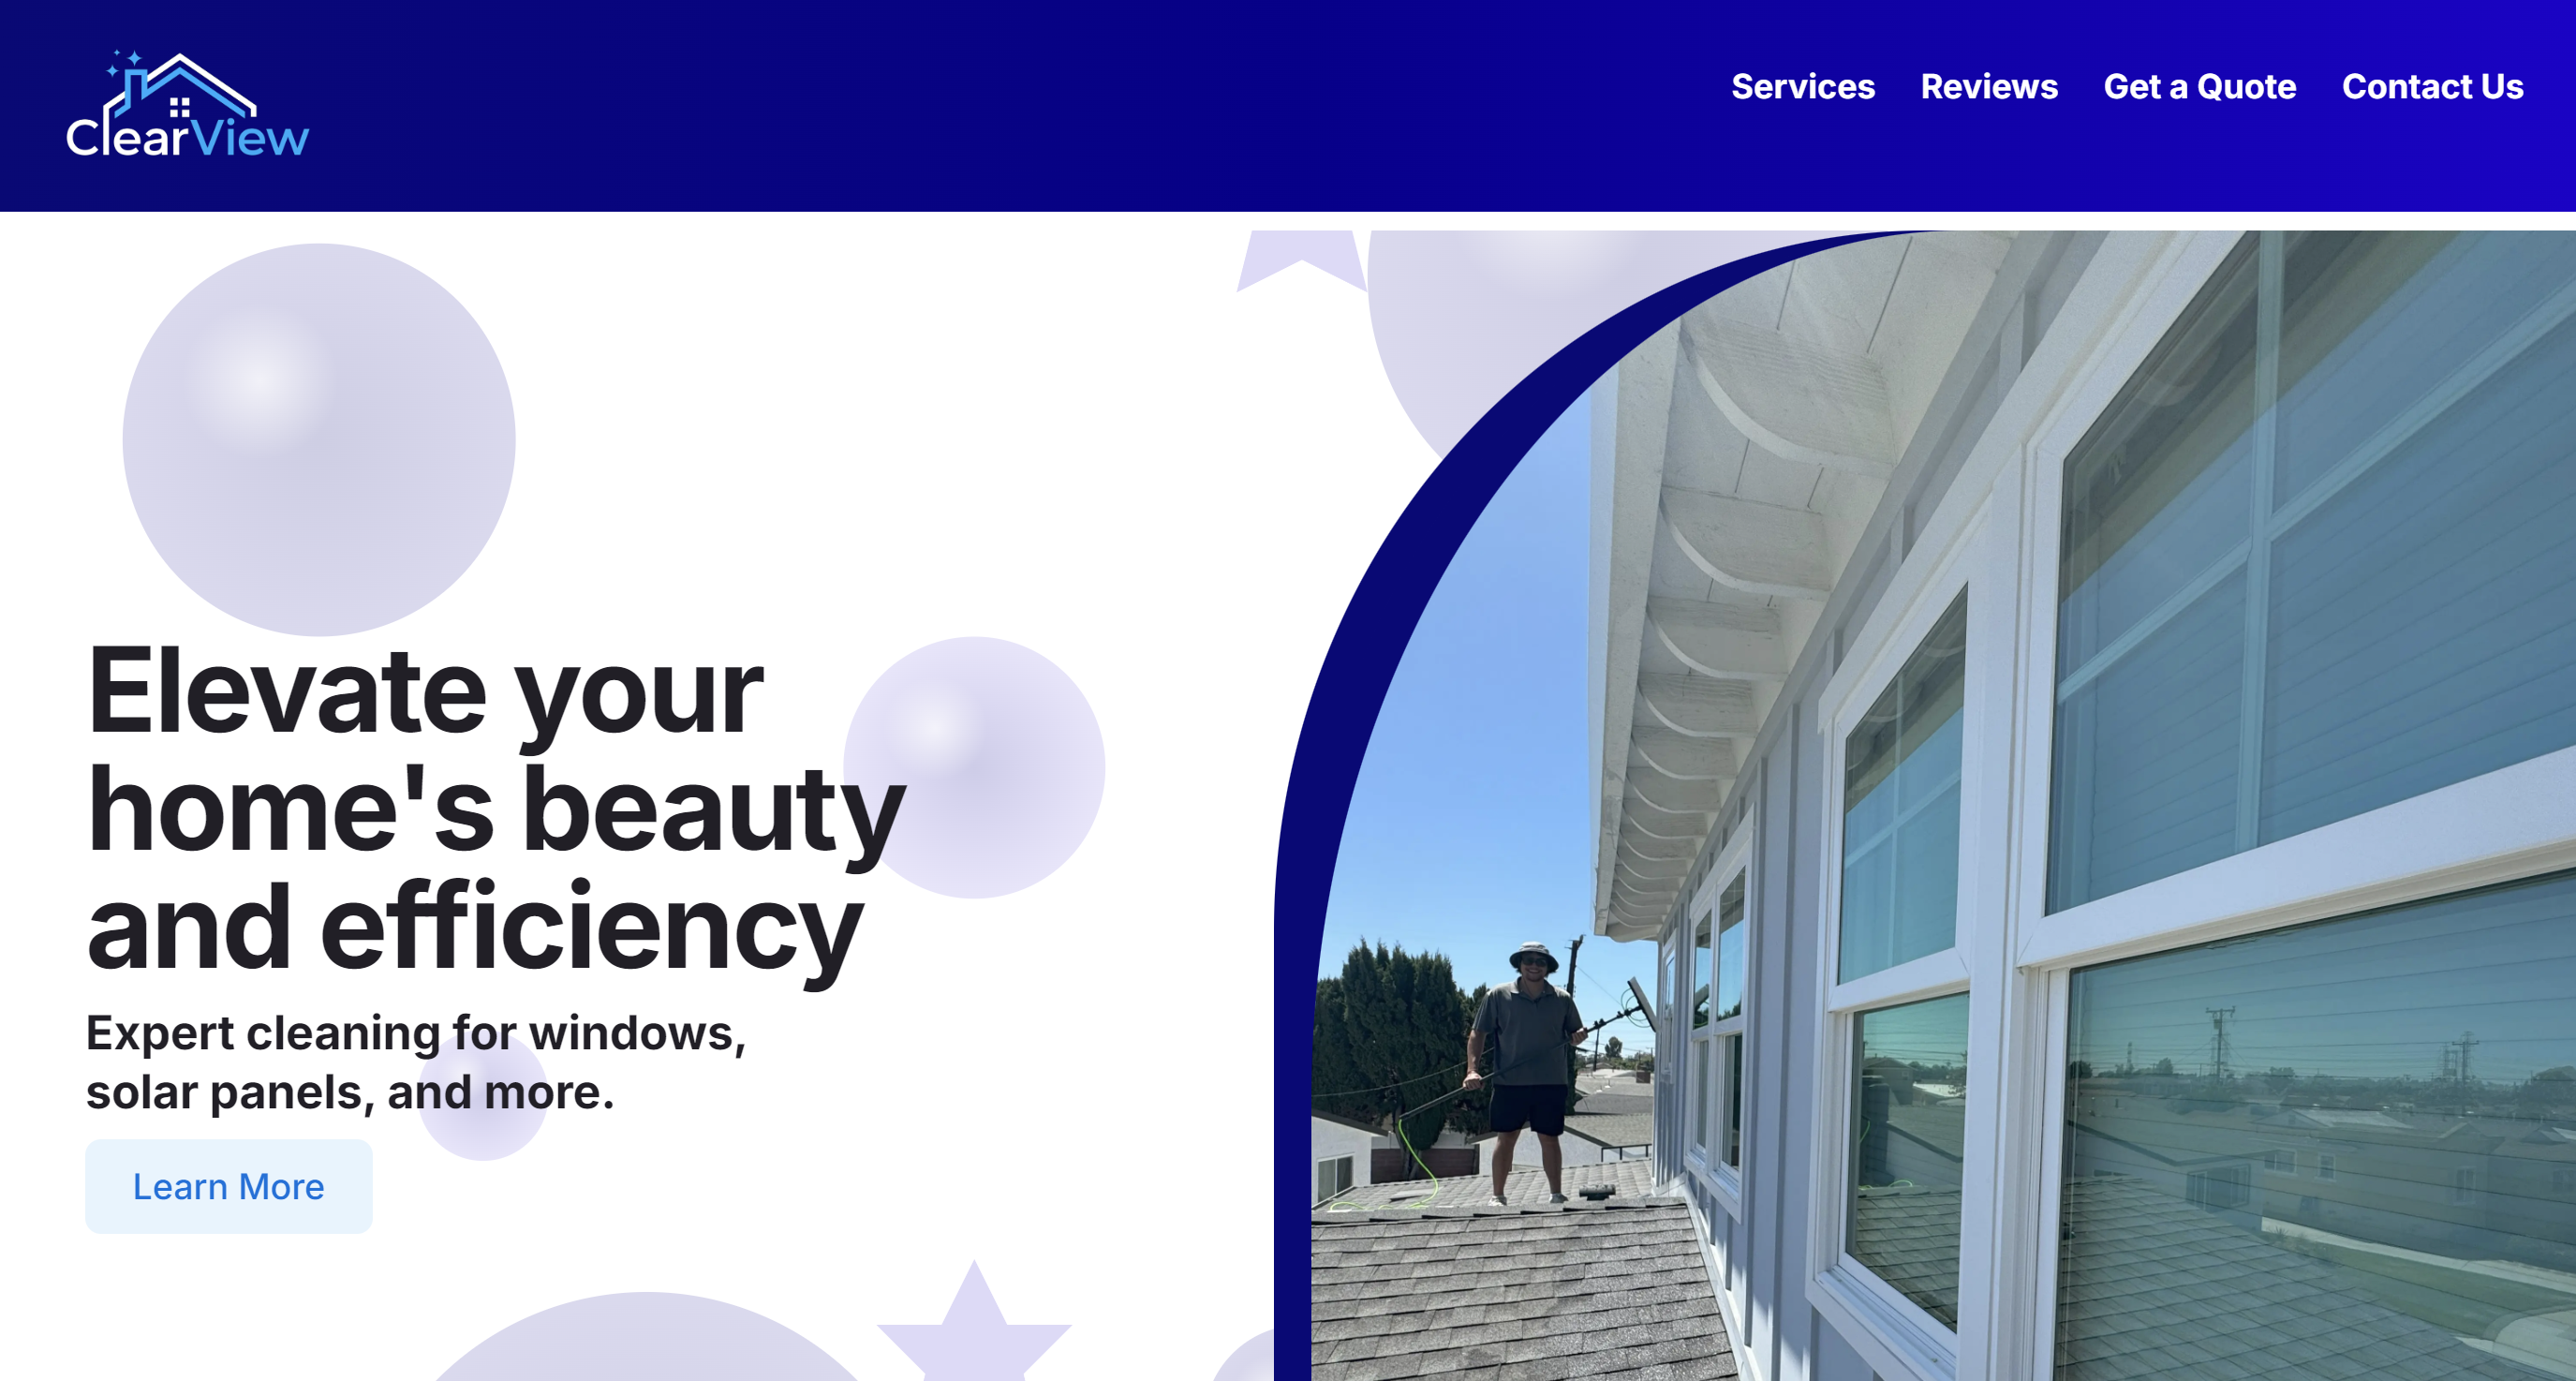 ClearView
Services Reviews Get a Quote Contact Us
Elevate your
home's beauty
and efficiency
Expert cleaning for windows,
solar panels, and more.
Learn More